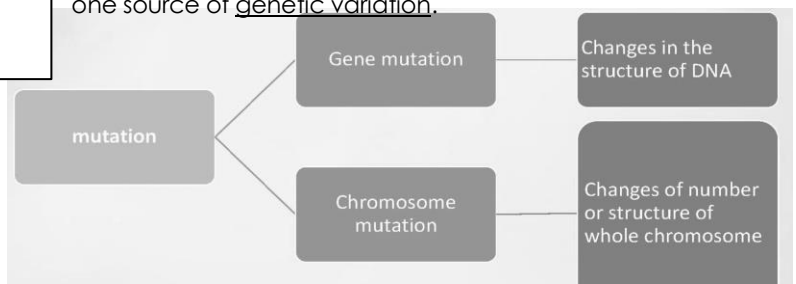 one source of genetic variation.
Gene mutation
Changes in the
structure of DNA
mutation
Chromosome
mutation
Changes of number
or structure of
whole chromosome